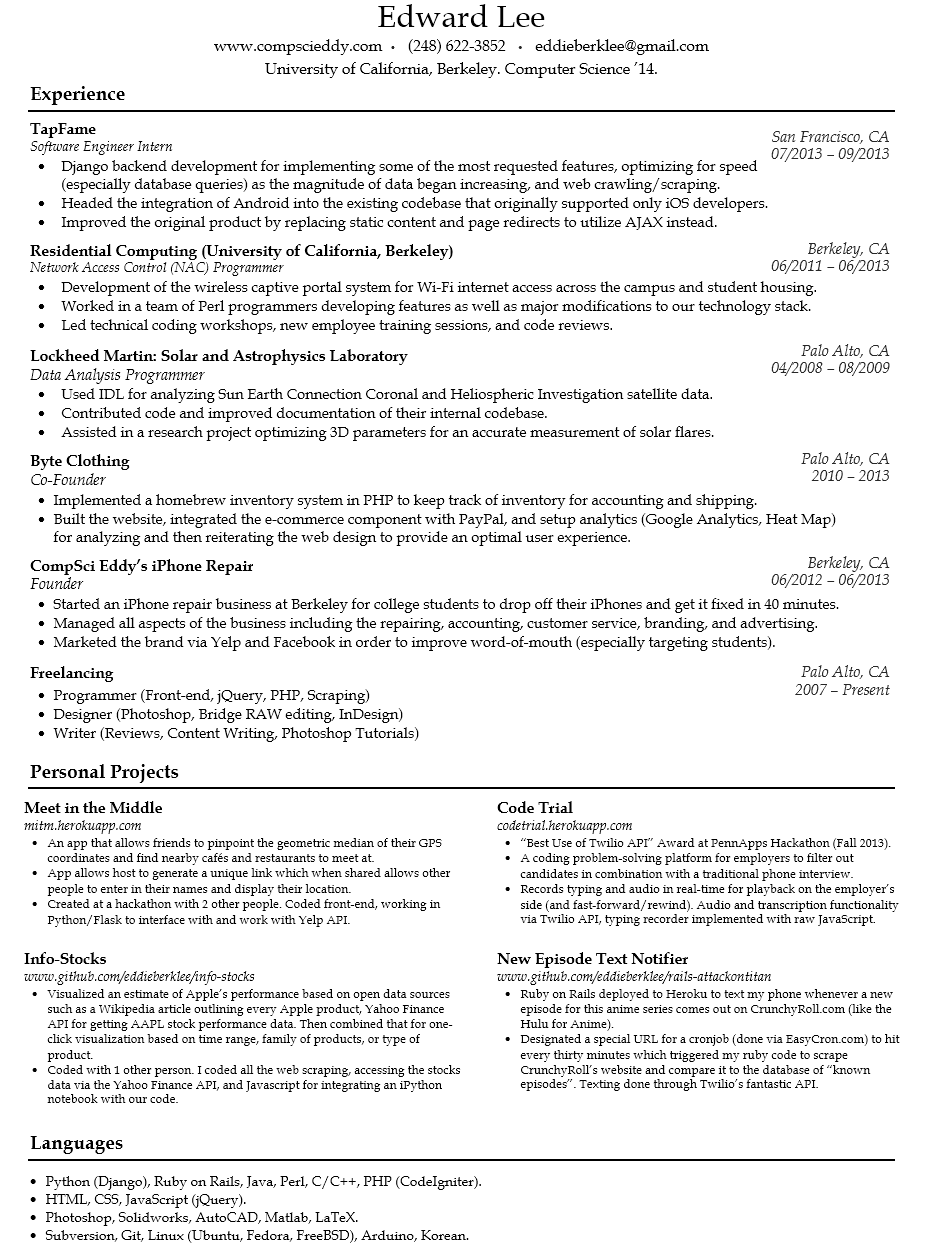 Edward Lee
www.compscieddy.com • (248) 622-3852 • eddieberklee@gmail.com
University of California, Berkeley. Computer Science ’14.
Experience
TapFame
San Francisco, CA
Software Engineer Intern
07/2013 – 09/2013
• Django backend development for implementing some of the most requested features, optimizing for speed
(especially database queries) as the magnitude of data began increasing, and web crawling/scraping.
• Headed the integration of Android into the existing codebase that originally supported only iOS developers.
• Improved the original product by replacing static content and page redirects to utilize AJAX instead.
Residential Computing (University of California, Berkeley)
Berkeley, CA
Network Access Control (NAC) Programmer
06/2011 – 06/2013
• Development of the wireless captive portal system for Wi-Fi internet access across the campus and student housing.
• Worked in a team of Perl programmers developing features as well as major modifications to our technology stack.
• Led technical coding workshops, new employee training sessions, and code reviews.
Lockheed Martin: Solar and Astrophysics Laboratory
Palo Alto, CA
Data Analysis Programmer
04/2008 – 08/2009
• Used IDL for analyzing Sun Earth Connection Coronal and Heliospheric Investigation satellite data.
• Contributed code and improved documentation of their internal codebase.
• Assisted in a research project optimizing 3D parameters for an accurate measurement of solar flares.
Byte Clothing
Palo Alto, CA
Co-Founder
2010 – 2013
• Implemented a homebrew inventory system in PHP to keep track of inventory for accounting and shipping.
• Built the website, integrated the e-commerce component with PayPal, and setup analytics (Google Analytics, Heat Map)
for analyzing and then reiterating the web design to provide an optimal user experience.
CompSci Eddy’s iPhone Repair
Berkeley, CA
Founder
06/2012 – 06/2013
• Started an iPhone repair business at Berkeley for college students to drop off their iPhones and get it fixed in 40 minutes.
• Managed all aspects of the business including the repairing, accounting, customer service, branding, and advertising.
• Marketed the brand via Yelp and Facebook in order to improve word-of-mouth (especially targeting students).
Freelancing
Palo Alto, CA
2007 – Present
• Programmer (Front-end, jQuery, PHP, Scraping)
• Designer (Photoshop, Bridge RAW editing, InDesign)
• Writer (Reviews, Content Writing, Photoshop Tutorials)
Personal Projects
Meet in the Middle
mitm.herokuapp.com
• An app that allows friends to pinpoint the geometric median of their GPS
coordinates and find nearby cafés and restaurants to meet at.
• App allows host to generate a unique link which when shared allows other
people to enter in their names and display their location.
• Created at a hackathon with 2 other people. Coded front-end, working in
Python/Flask to interface with and work with Yelp API.
Code Trial
codetrial.herokuapp.com
• “Best Use of Twilio API” Award at PennApps Hackathon (Fall 2013).
• A coding problem-solving platform for employers to filter out
candidates in combination with a traditional phone interview.
• Records typing and audio in real-time for playback on the employer’s
side (and fast-forward/rewind). Audio and transcription functionality
via Twilio API, typing recorder implemented with raw JavaScript.
Info-Stocks
www.github.com/eddieberklee/info-stocks
• Visualized an estimate of Apple’s performance based on open data sources
such as a Wikipedia article outlining every Apple product, Yahoo Finance
API for getting AAPL stock performance data. Then combined that for one-
click visualization based on time range, family of products, or type of
product.
• Coded with 1 other person. I coded all the web scraping, accessing the stocks
data via the Yahoo Finance API, and Javascript for integrating an iPython
notebook with our code.
New Episode Text Notifier
www.github.com/eddieberklee/rails-attackontitan
• Ruby on Rails deployed to Heroku to text my phone whenever a new
episode for this anime series comes out on CrunchyRoll.com (like the
Hulu for Anime).
• Designated a special URL for a cronjob (done via EasyCron.com) to hit
every thirty minutes which triggered my ruby code to scrape
CrunchyRoll’s website and compare it to the database of “known
episodes”. Texting done through Twilio’s fantastic API.
Languages
• Python (Django), Ruby on Rails, Java, Perl, C/C++, PHP (CodeIgniter).
• HTML, CSS, JavaScript (jQuery).
• Photoshop, Solidworks, AutoCAD, Matlab, LaTeX.
• Subversion, Git, Linux (Ubuntu, Fedora, FreeBSD), Arduino, Korean.